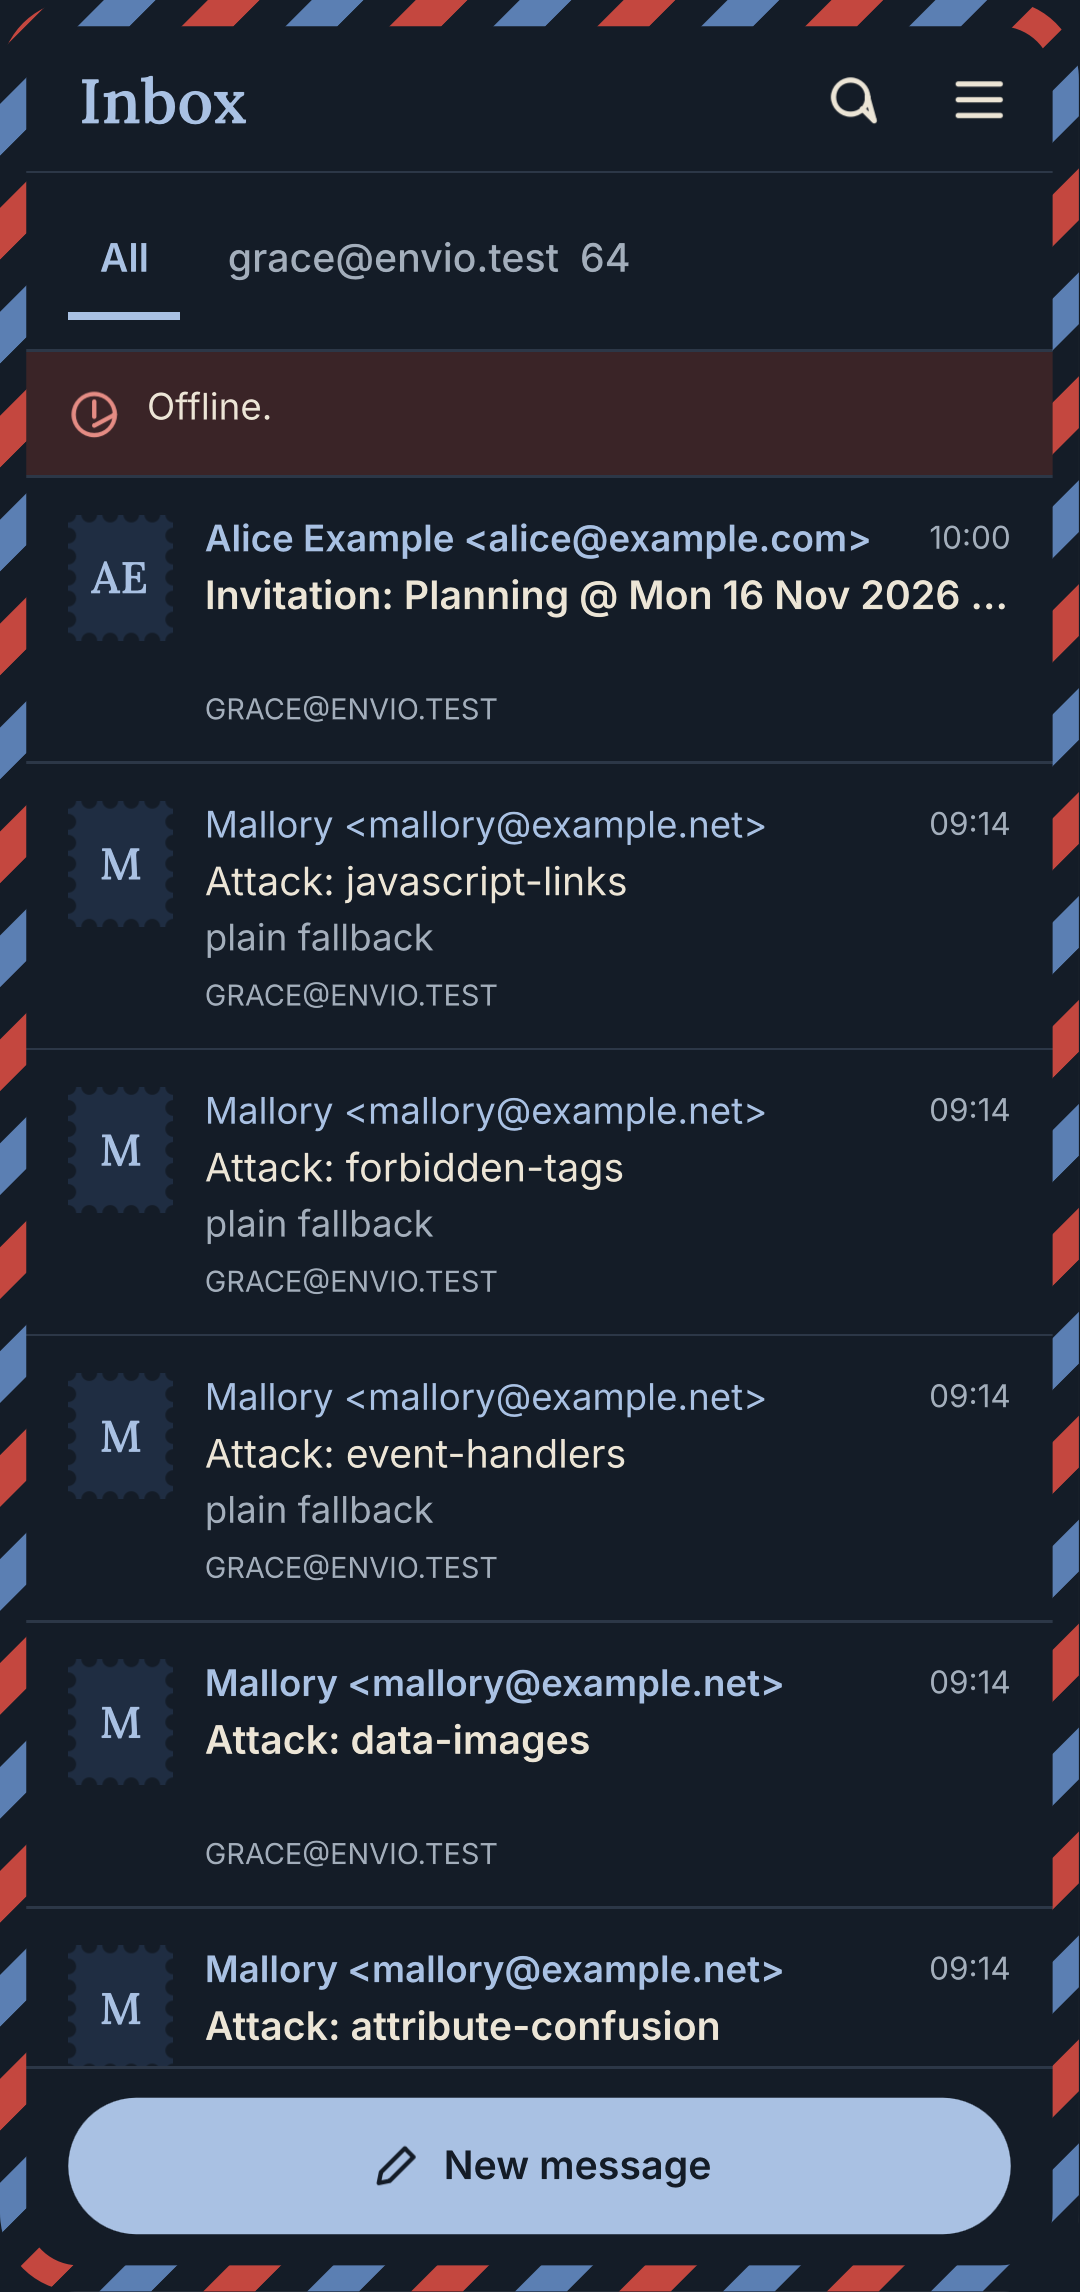 Inbox
All grace@envio.test 64
Offline.
AE
Alice Example <alice@example.com> 10:00
Invitation: Planning @ Mon 16 Nov 2026 ...
GRACE@ENVIO.TEST
M
Mallory <mallory@example.net> 09:14
Attack: javascript-links
plain fallback
GRACE@ENVIO.TEST
M
Mallory <mallory@example.net> 09:14
Attack: forbidden-tags
plain fallback
GRACE@ENVIO.TEST
M
Mallory <mallory@example.net> 09:14
Attack: event-handlers
plain fallback
GRACE@ENVIO.TEST
M
Mallory <mallory@example.net> 09:14
Attack: data-images
GRACE@ENVIO.TEST
M
Mallory <mallory@example.net> 09:14
Attack: attribute-confusion
New message